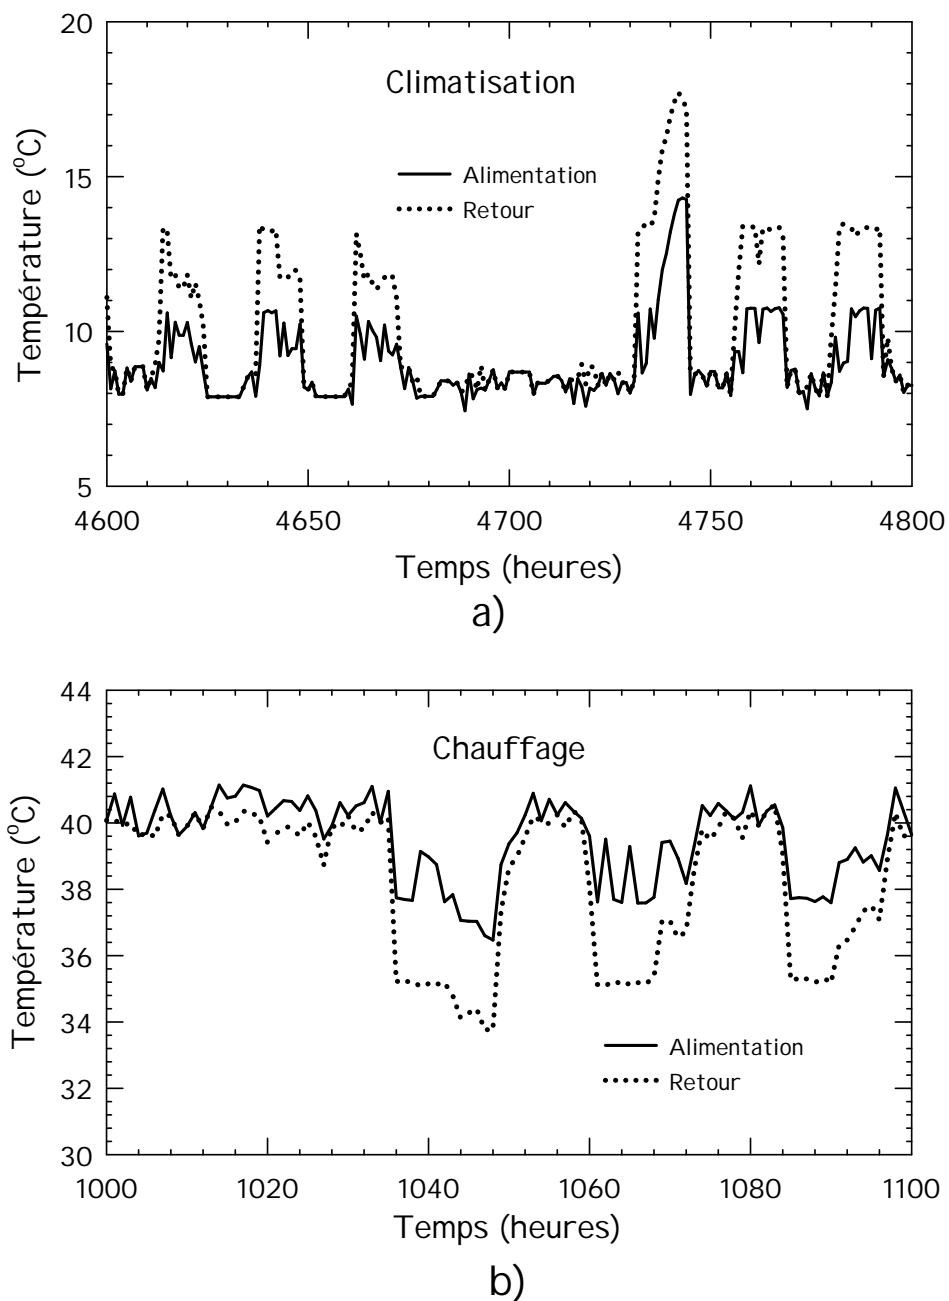 20
Climatisation
Température (°C)
15
Alimentation
Retour
10
5
4600 4650 4700 4750 4800
Temps (heures)
a)
44
Chauffage
42
Température (°C)
40
38
36
34
Alimentation
Retour
32
30
1000 1020 1040 1060 1080 1100
Temps (heures)
b)